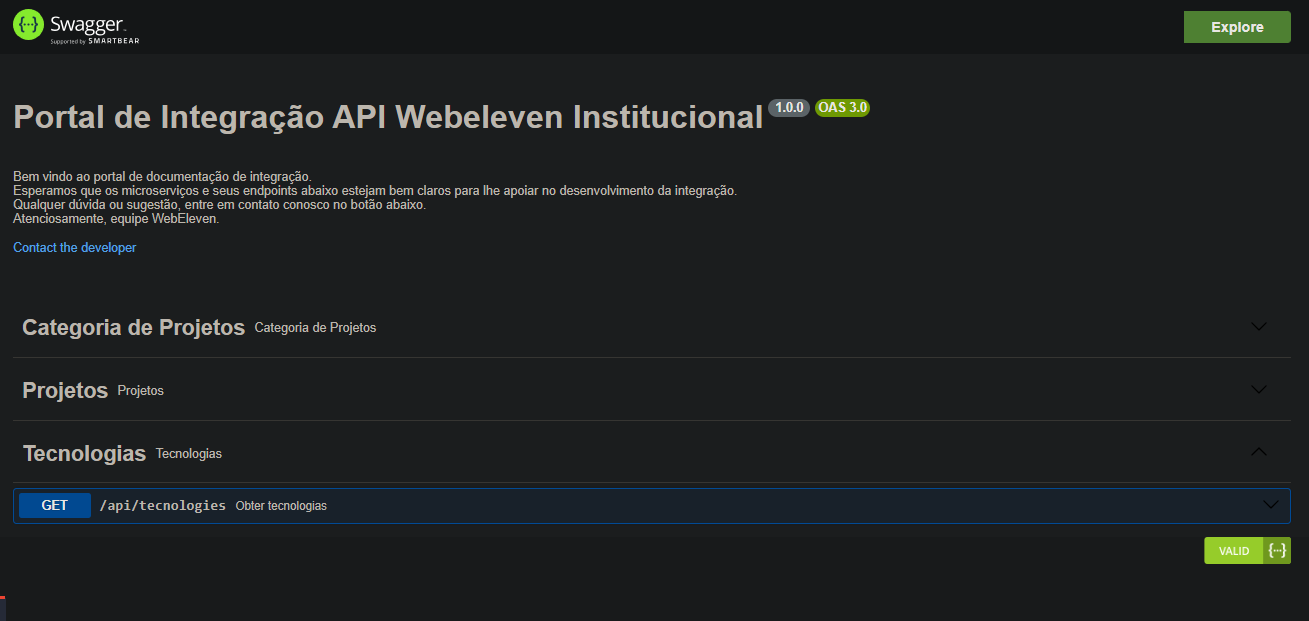 Swagger
Supported by SMARTBEAR
Explore
Portal de Integração API Webeleven Institucional 1.0.0 OAS 3.0
Bem vindo ao portal de documentação de integração.
Esperamos que os microserviços e seus endpoints abaixo estejam bem claros para lhe apoiar no desenvolvimento da integração.
Qualquer dúvida ou sugestão, entre em contato conosco no botão abaixo.
Atenciosamente, equipe WebEleven.
Contact the developer
Categoria de Projetos Categoria de Projetos
Projetos Projetos
Tecnologias Tecnologias
GET /api/tecnologies Obter tecnologias
VALID {···}